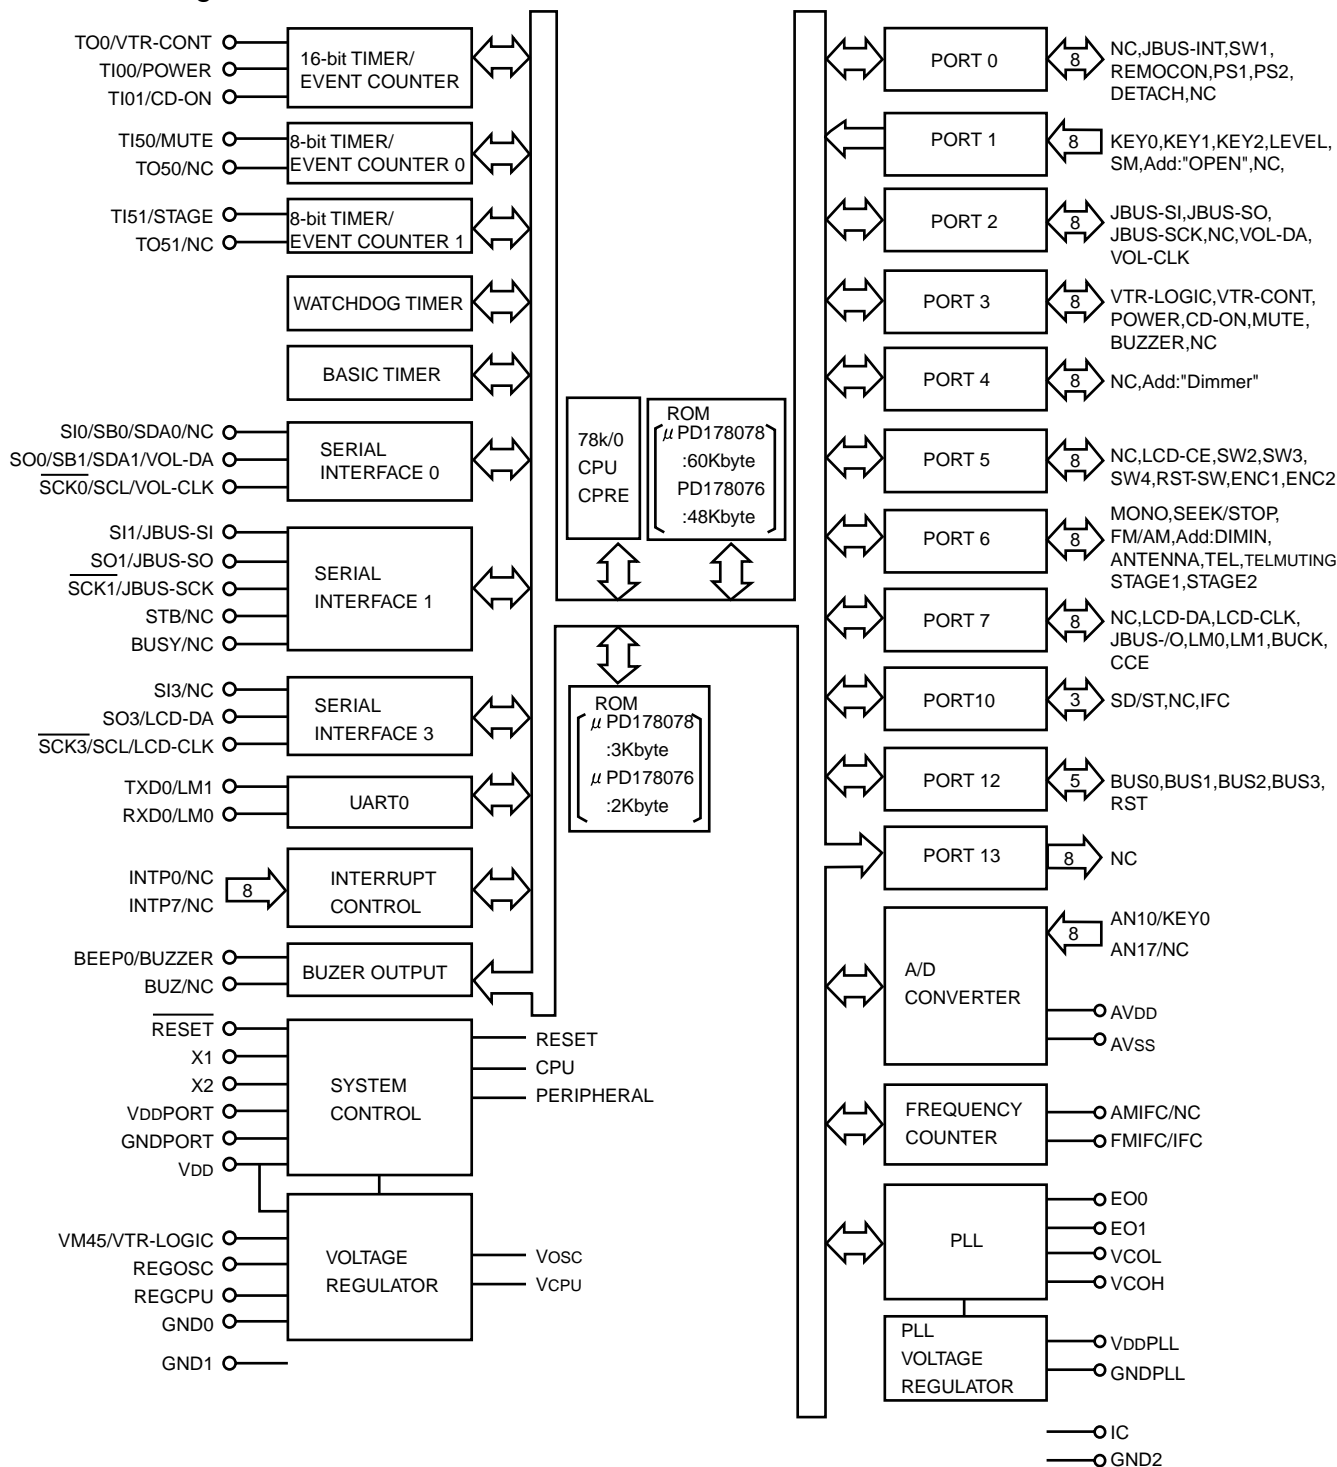 TO0/VTR-CONT
TI00/POWER
TI01/CD-ON
16-bit TIMER/
EVENT COUNTER
TI50/MUTE
TO50/NC
8-bit TIMER/
EVENT COUNTER 0
TI51/STAGE
TO51/NC
8-bit TIMER/
EVENT COUNTER 1
WATCHDOG TIMER
BASIC TIMER
SI0/SB0/SDA0/NC
SO0/SB1/SDA1/VOL-DA
SCK0/SCL/VOL-CLK
SERIAL
INTERFACE 0
SI1/JBUS-SI
SO1/JBUS-SO
SCK1/JBUS-SCK
STB/NC
BUSY/NC
SERIAL
INTERFACE 1
SI3/NC
SO3/LCD-DA
SCK3/SCL/LCD-CLK
SERIAL
INTERFACE 3
TXD0/LM1
RXD0/LM0
UART0
INTP0/NC
INTP7/NC
8
INTERRUPT
CONTROL
BEEP0/BUZZER
BUZ/NC
BUZER OUTPUT
RESET
X1
X2
VDDPORT
GNDPORT
VDD
SYSTEM
CONTROL
RESET
CPU
PERIPHERAL
VM45/VTR-LOGIC
REGOSC
REGCPU
GND0
GND1
VOLTAGE
REGULATOR
VOSC
VCPU
78k/0
CPU
CPRE
ROM
μPD178078
:60Kbyte
PD178076
:48Kbyte
ROM
μPD178078
:3Kbyte
μPD178076
:2Kbyte
PORT 0
8
NC,JBUS-INT,SW1,
REMOCON,PS1,PS2,
DETACH,NC
PORT 1
8
KEY0,KEY1,KEY2,LEVEL,
SM,Add:"OPEN",NC,
PORT 2
8
JBUS-SI,JBUS-SO,
JBUS-SCK,NC,VOL-DA,
VOL-CLK
PORT 3
8
VTR-LOGIC,VTR-CONT,
POWER,CD-ON,MUTE,
BUZZER,NC
PORT 4
8
NC,Add:"Dimmer"
PORT 5
8
NC,LCD-CE,SW2,SW3,
SW4,RST-SW,ENC1,ENC2
PORT 6
8
MONO,SEEK/STOP,
FM/AM,Add:DIMIN,
ANTENNA,TEL,TELMUTING
STAGE1,STAGE2
PORT 7
8
NC,LCD-DA,LCD-CLK,
JBUS-/O,LM0,LM1,BUCK,
CCE
PORT10
3
SD/ST,NC,IFC
PORT 12
5
BUS0,BUS1,BUS2,BUS3,
RST
PORT 13
8
NC
A/D
CONVERTER
8
AN10/KEY0
AN17/NC
AVDD
AVSS
FREQUENCY
COUNTER
AMIFC/NC
FMIFC/IFC
PLL
EO0
EO1
VCOL
VCOH
PLL
VOLTAGE
REGULATOR
VDDPLL
GNDPLL
IC
GND2